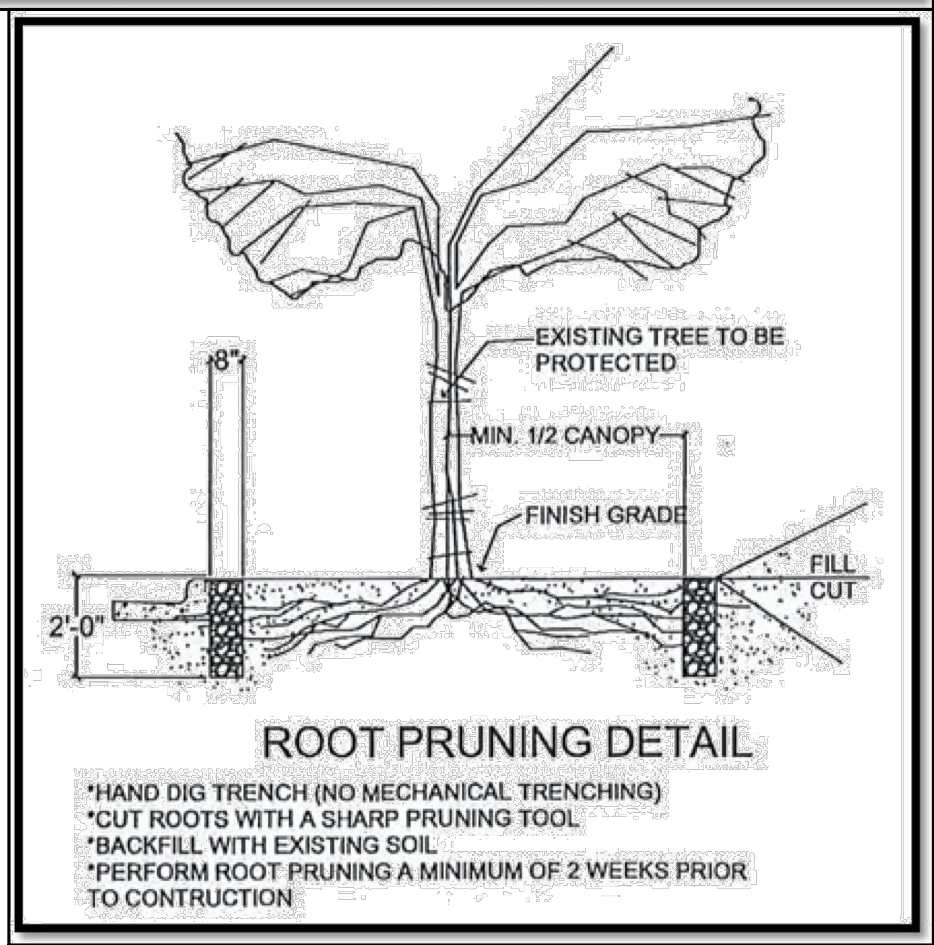 8"
EXISTING TREE TO BE
PROTECTED
MIN. 1/2 CANOPY
FINISH GRADE
FILL
CUT
2'-0"
ROOT PRUNING DETAIL
*HAND DIG TRENCH (NO MECHANICAL TRENCHING)
*CUT ROOTS WITH A SHARP PRUNING TOOL
*BACKFILL WITH EXISTING SOIL
*PERFORM ROOT PRUNING A MINIMUM OF 2 WEEKS PRIOR
TO CONTRUCTION